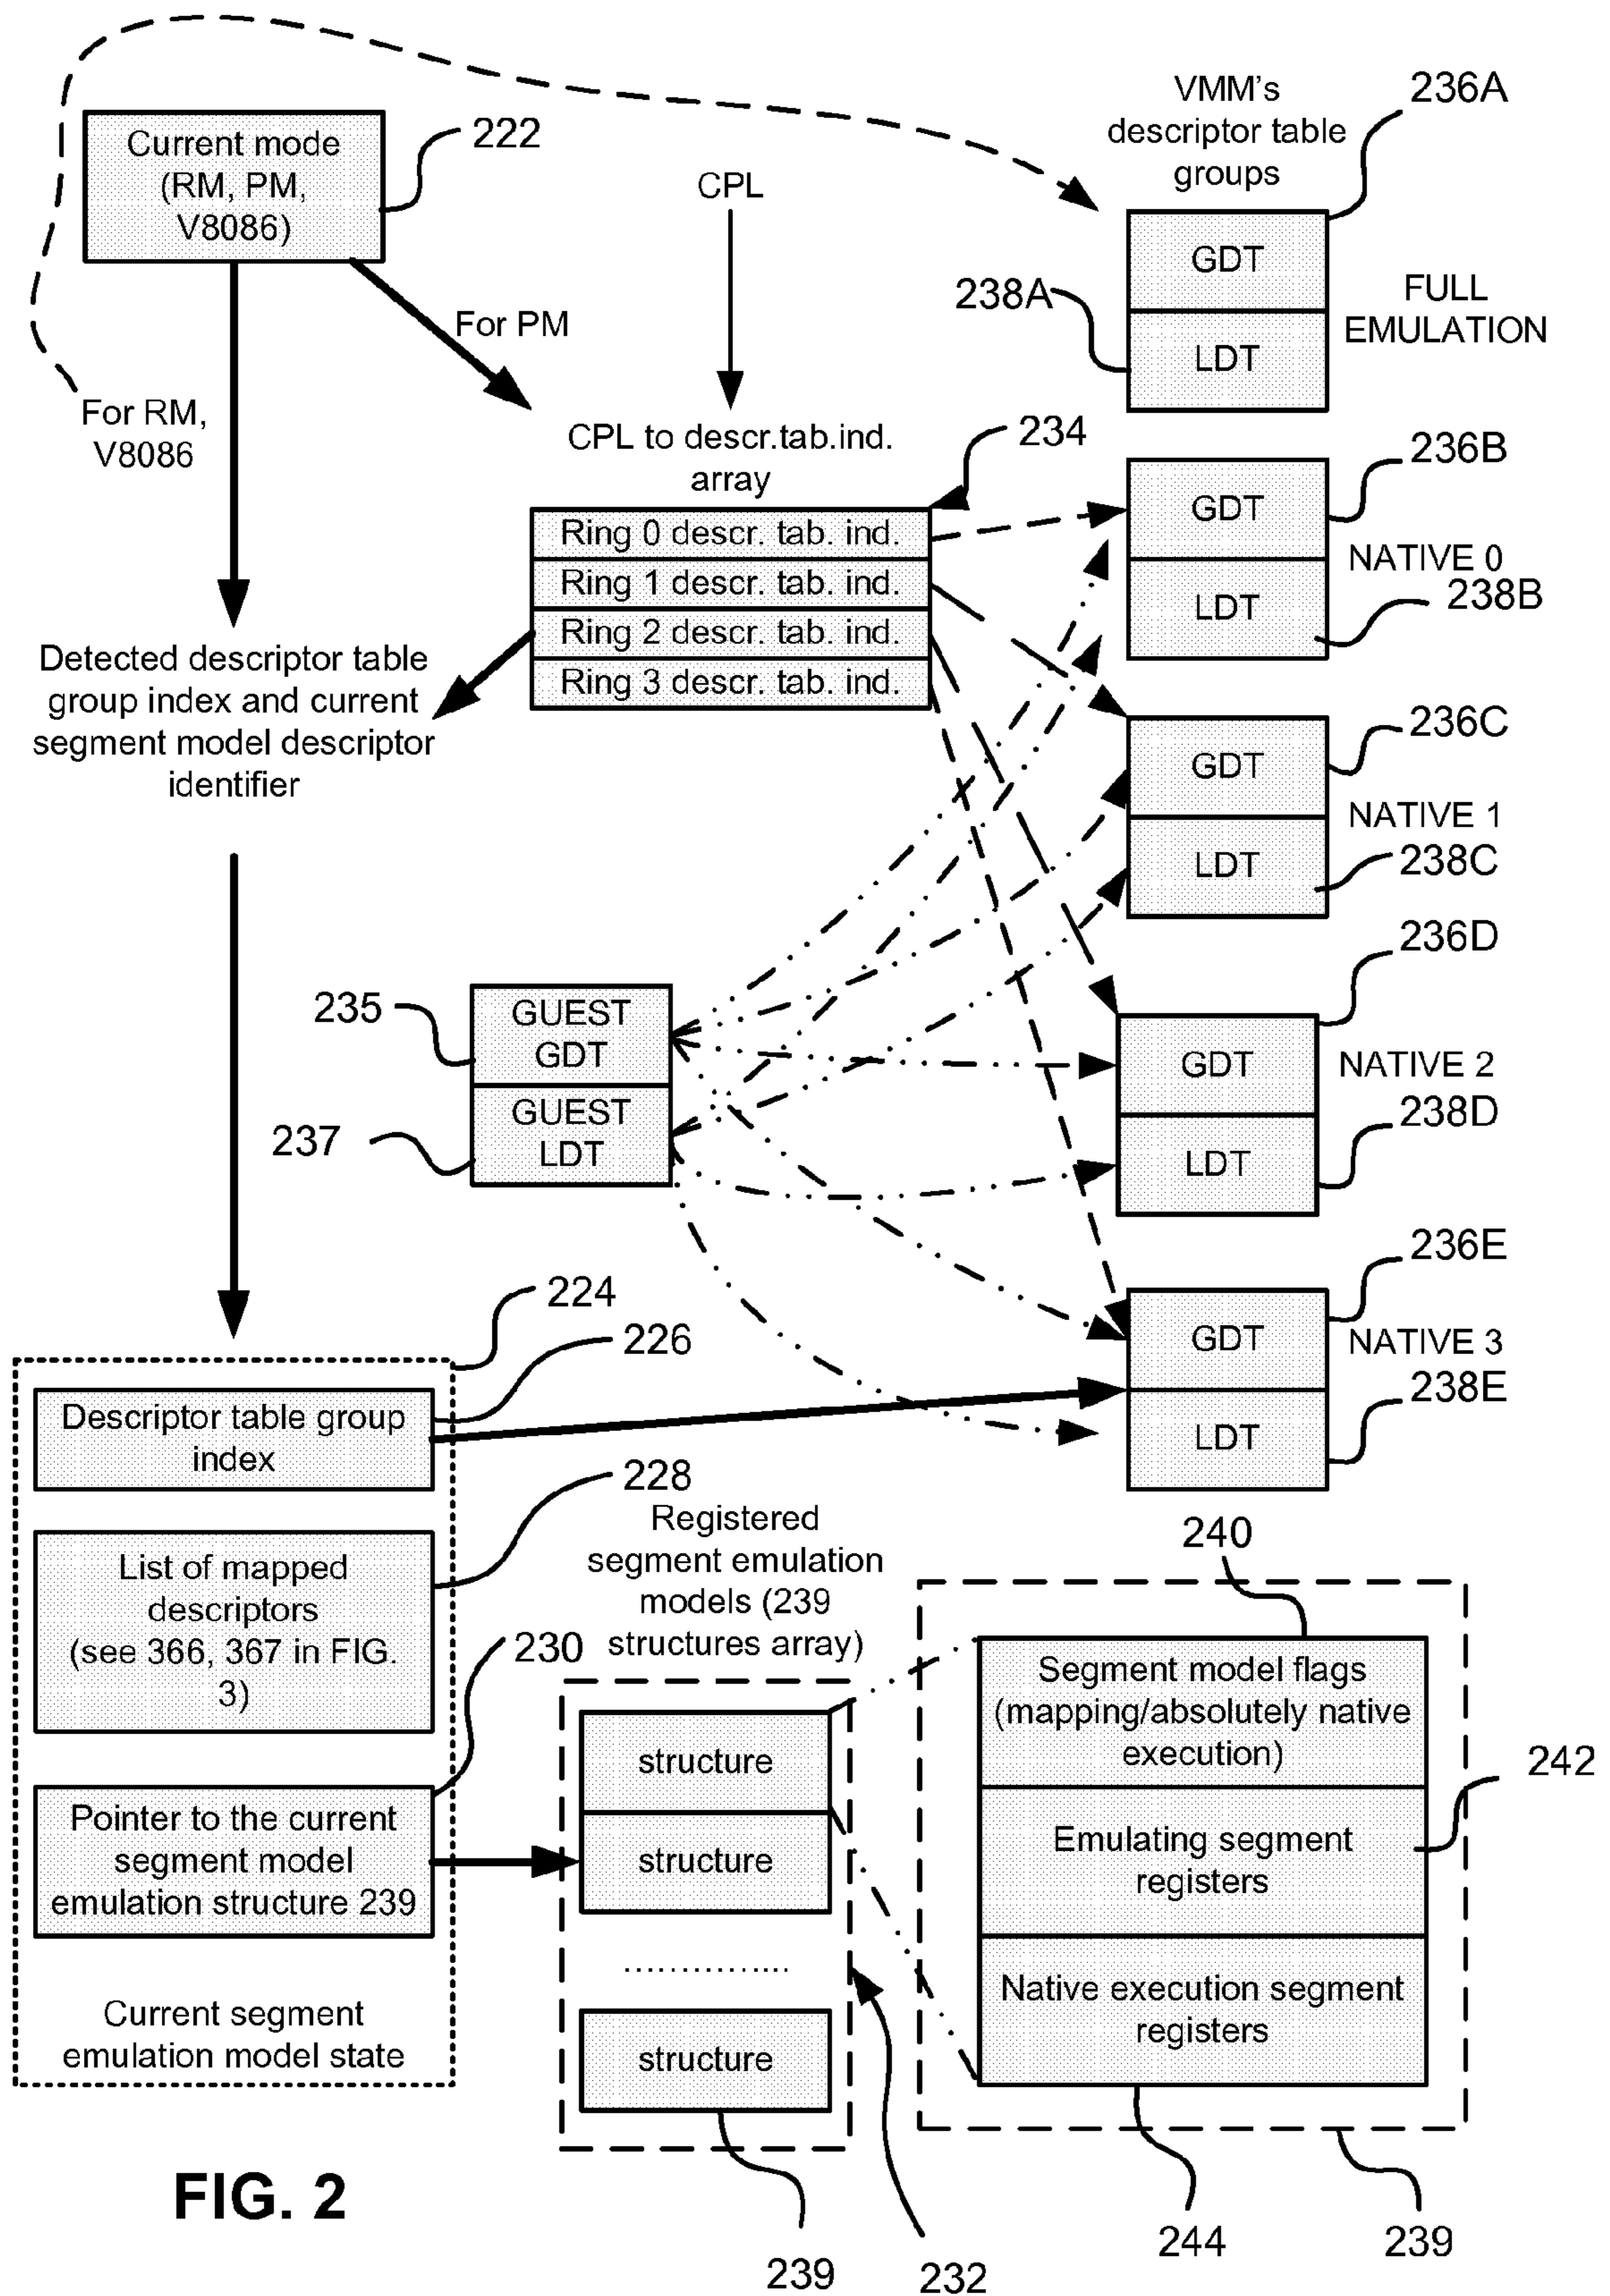 VMM's
descriptor table
groups
236A
Current mode
(RM, PM,
V8086)
222
CPL
GDT
238A
FULL
EMULATION
LDT
For PM
For RM,
V8086
CPL to descr.tab.ind.
array
234
236B
GDT
Ring 0 descr. tab. ind.
Ring 1 descr. tab. ind.
Ring 2 descr. tab. ind.
Ring 3 descr. tab. ind.
NATIVE 0
238B
LDT
Detected descriptor table
group index and current
segment model descriptor
identifier
236C
GDT
NATIVE 1
238C
LDT
236D
235
GUEST
GDT
GDT
NATIVE 2
238D
237
GUEST
LDT
LDT
236E
224
226
GDT
NATIVE 3
238E
Descriptor table group
index
LDT
228
Registered
segment emulation
models (239
structures array)
List of mapped
descriptors
(see 366, 367 in FIG.
3)
240
230
Segment model flags
(mapping/absolutely native
execution)
242
structure
Pointer to the current
segment model
emulation structure 239
structure
Emulating segment
registers
...............
Native execution segment
registers
Current segment
emulation model state
structure
FIG. 2
239
232
244
239